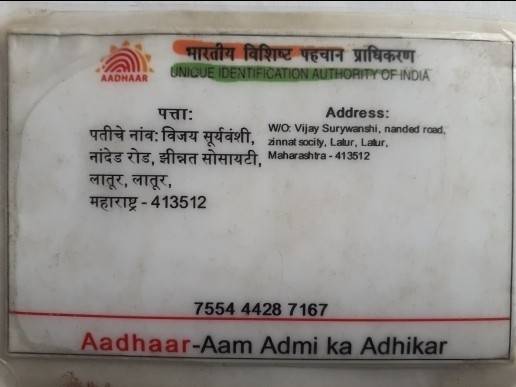 भारतीय विशिष्ट पहचान प्राधिकरण
AADHAAR
UNIQUE IDENTIFICATION AUTHORITY OF INDIA
पत्ता:
पतीचे नांव: विजय सूर्यवंशी,
नांदेड रोड, झीन्नत सोसायटी,
लातूर, लातूर,
महाराष्ट्र - 413512
Address:
W/O: Vijay Surywanshi, nanded road,
zinnat socity, Latur, Latur,
Maharashtra - 413512
7554 4428 7167
Aadhaar-Aam Admi ka Adhikar